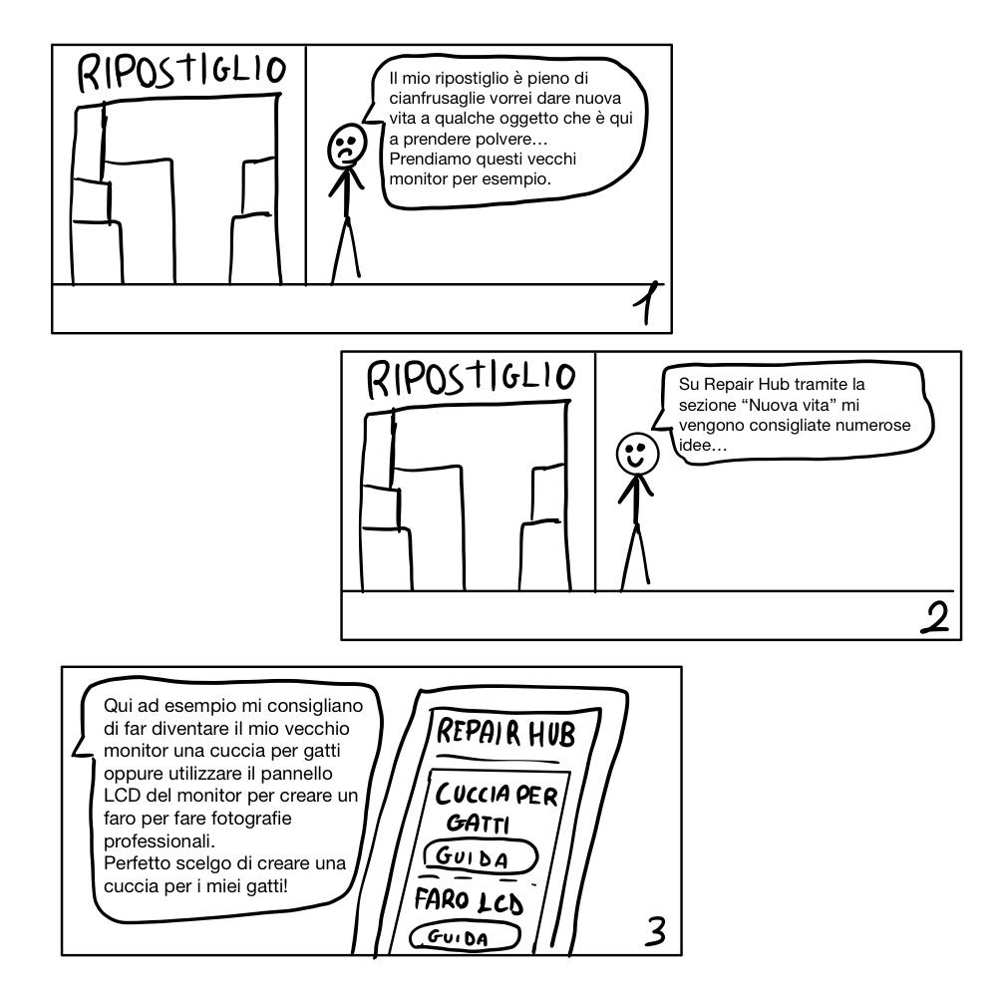 RIPOSTIGLIO
Il mio ripostiglio è pieno di
cianfrusaglie vorrei dare nuova
vita a qualche oggetto che è qui
a prendere polvere...
Prendiamo questi vecchi
monitor per esempio.
1
RIPOSTIGLIO
Su Repair Hub tramite la
sezione “Nuova vita” mi
vengono consigliate numerose
idee...
2
Qui ad esempio mi consigliano
di far diventare il mio vecchio
monitor una cuccia per gatti
oppure utilizzare il pannello
LCD del monitor per creare un
faro per fare fotografie
professionali.
Perfetto scelgo di creare una
cuccia per i miei gatti!
REPAIR HUB
CUCCIA PER
GATTI
GUIDA
FARO LCD
GUIDA
3